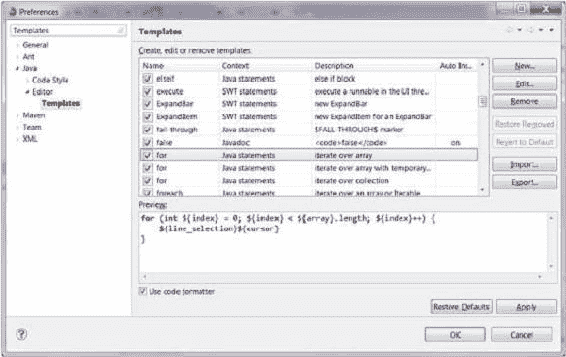 Preferences
Templates
Templates
General
Ant
Java
Code Style
Editor
Templates
Maven
Team
XML
Create, edit or remove templates:
Name Context Description Auto Ins...
elseif Java statements else if block
execute SWT statements execute a runnable in the UI thre...
ExpandBar SWT statements new ExpandBar
ExpandItem SWT statements new ExpandItem for an ExpandBar
fall-through Java statements $FALL-THROUGH$ marker
false Javadoc <code>false</code> on
for Java statements iterate over array
for Java statements iterate over array with temporary...
for Java statements iterate over collection
foreach Java statements iterate over an array or Iterable
New...
Edit...
Remove
Restore Removed
Revert to Default
Import...
Export...
Preview:
for (int ${index} = 0; ${index} < ${array}.length; ${index}++) {
${line_selection}${cursor}
}
Use code formatter
Restore Defaults Apply
OK Cancel